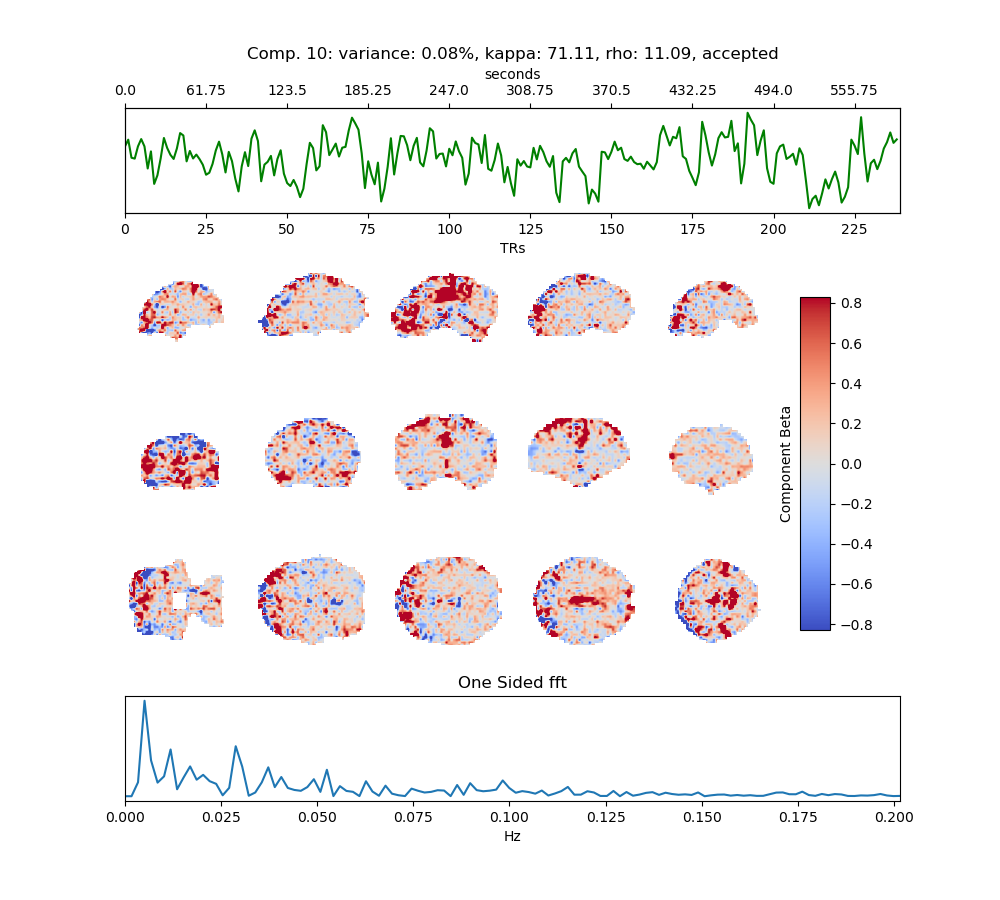 Comp. 10: variance: 0.08%, kappa: 71.11, rho: 11.09, accepted
seconds
0.0 61.75 123.5 185.25 247.0 308.75 370.5 432.25 494.0 555.75
0 25 50 75 100 125 150 175 200 225
TRs
0.8
0.6
0.4
0.2
0.0
−0.2
−0.4
−0.6
−0.8
Component Beta
One Sided fft
0.000 0.025 0.050 0.075 0.100 0.125 0.150 0.175 0.200
Hz